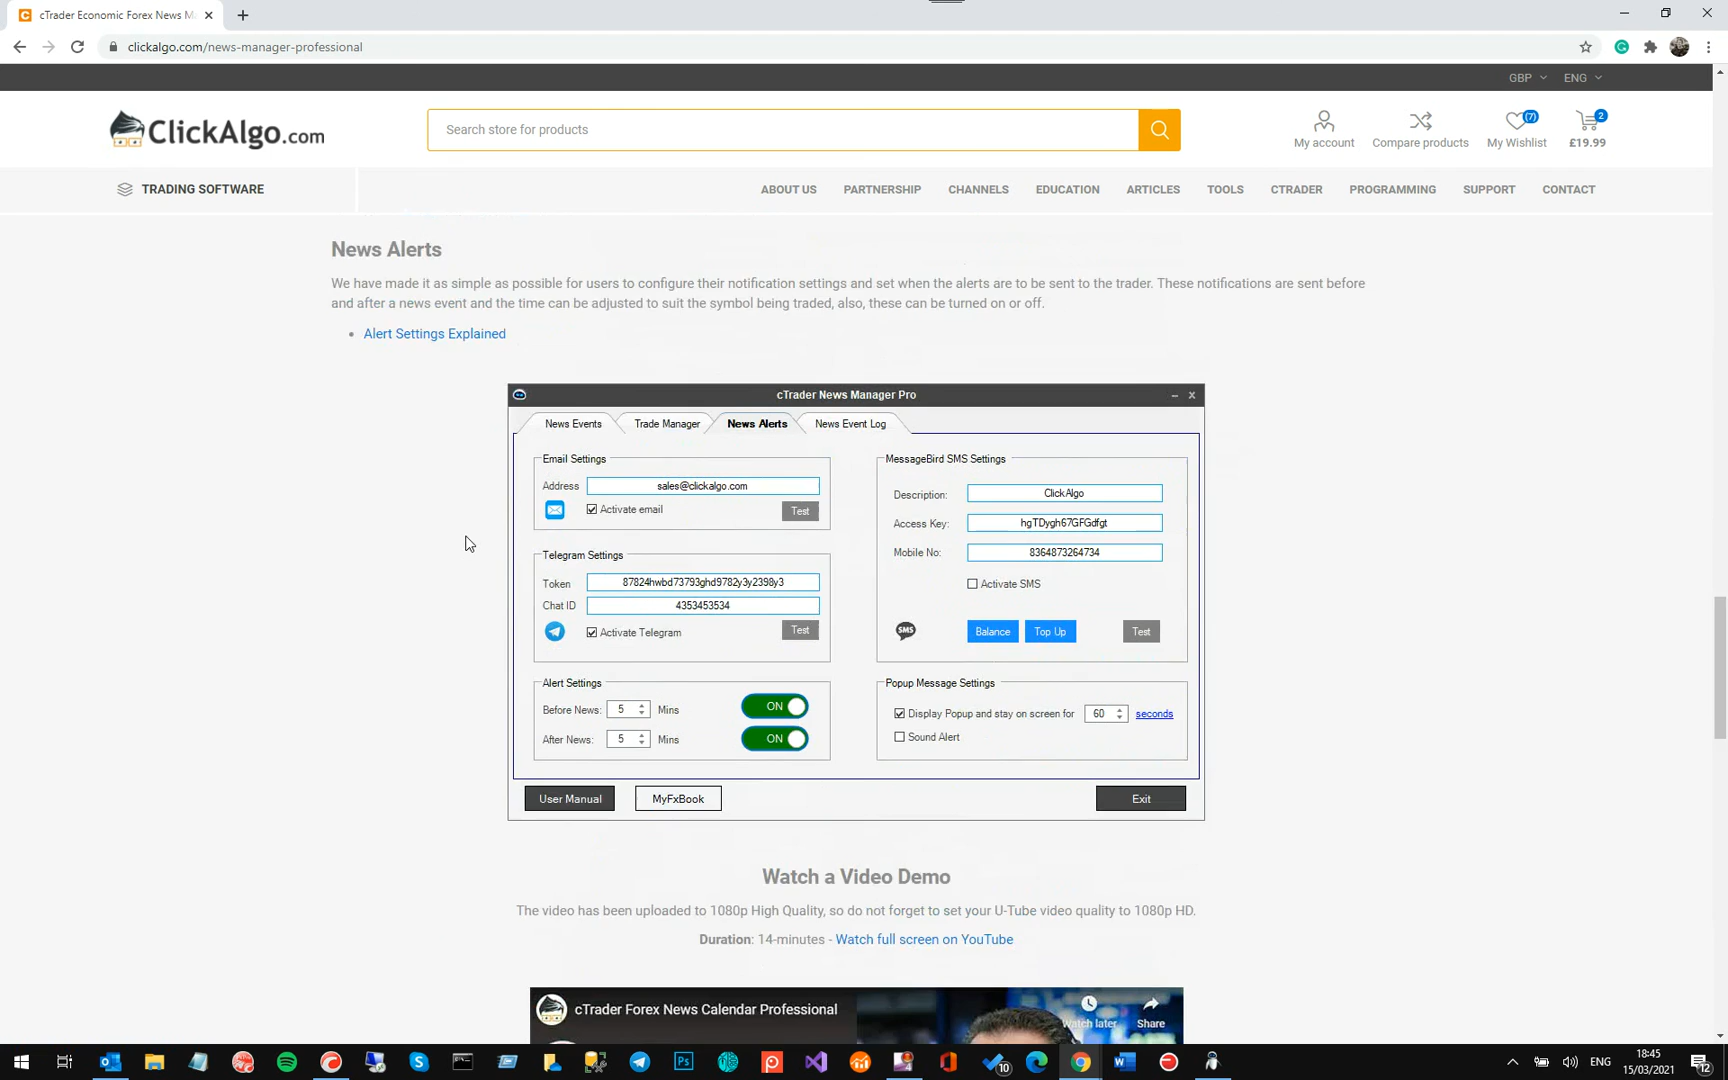 cTrader Economic Forex News Ma
clickalgo.com/news-manager-professional
GBP
ENG
ClickAlgo.com
Search store for products
My account
Compare products
(7)
My Wishlist
2
£19.99
TRADING SOFTWARE
ABOUT US
PARTNERSHIP
CHANNELS
EDUCATION
ARTICLES
TOOLS
CTRADER
PROGRAMMING
SUPPORT
CONTACT
News Alerts
We have made it as simple as possible for users to configure their notification settings and set when the alerts are to be sent to the trader. These notifications are sent before
and after a news event and the time can be adjusted to suit the symbol being traded, also, these can be turned on or off.
Alert Settings Explained
cTrader News Manager Pro
News Events
Trade Manager
News Alerts
News Event Log
Email Settings
Address
sales@clickalgo.com
Activate email
Test
Telegram Settings
Token
87824hwbd73793ghd9782y3y2398y3
Chat ID
4353453534
Activate Telegram
Test
Alert Settings
Before News:
5
Mins
ON
After News:
5
Mins
ON
MessageBird SMS Settings
Description:
ClickAlgo
Access Key:
hgTDygh67GFGdfgt
Mobile No:
8364873264734
Activate SMS
SMS
Balance
Top Up
Test
Popup Message Settings
Display Popup and stay on screen for
60
seconds
Sound Alert
User Manual
MyFxBook
Exit
Watch a Video Demo
The video has been uploaded to 1080p High Quality, so do not forget to set your U-Tube video quality to 1080p HD.
Duration: 14-minutes - Watch full screen on YouTube
cTrader Forex News Calendar Professional
Watch later
Share
10
ENG
18:45
15/03/2021
12